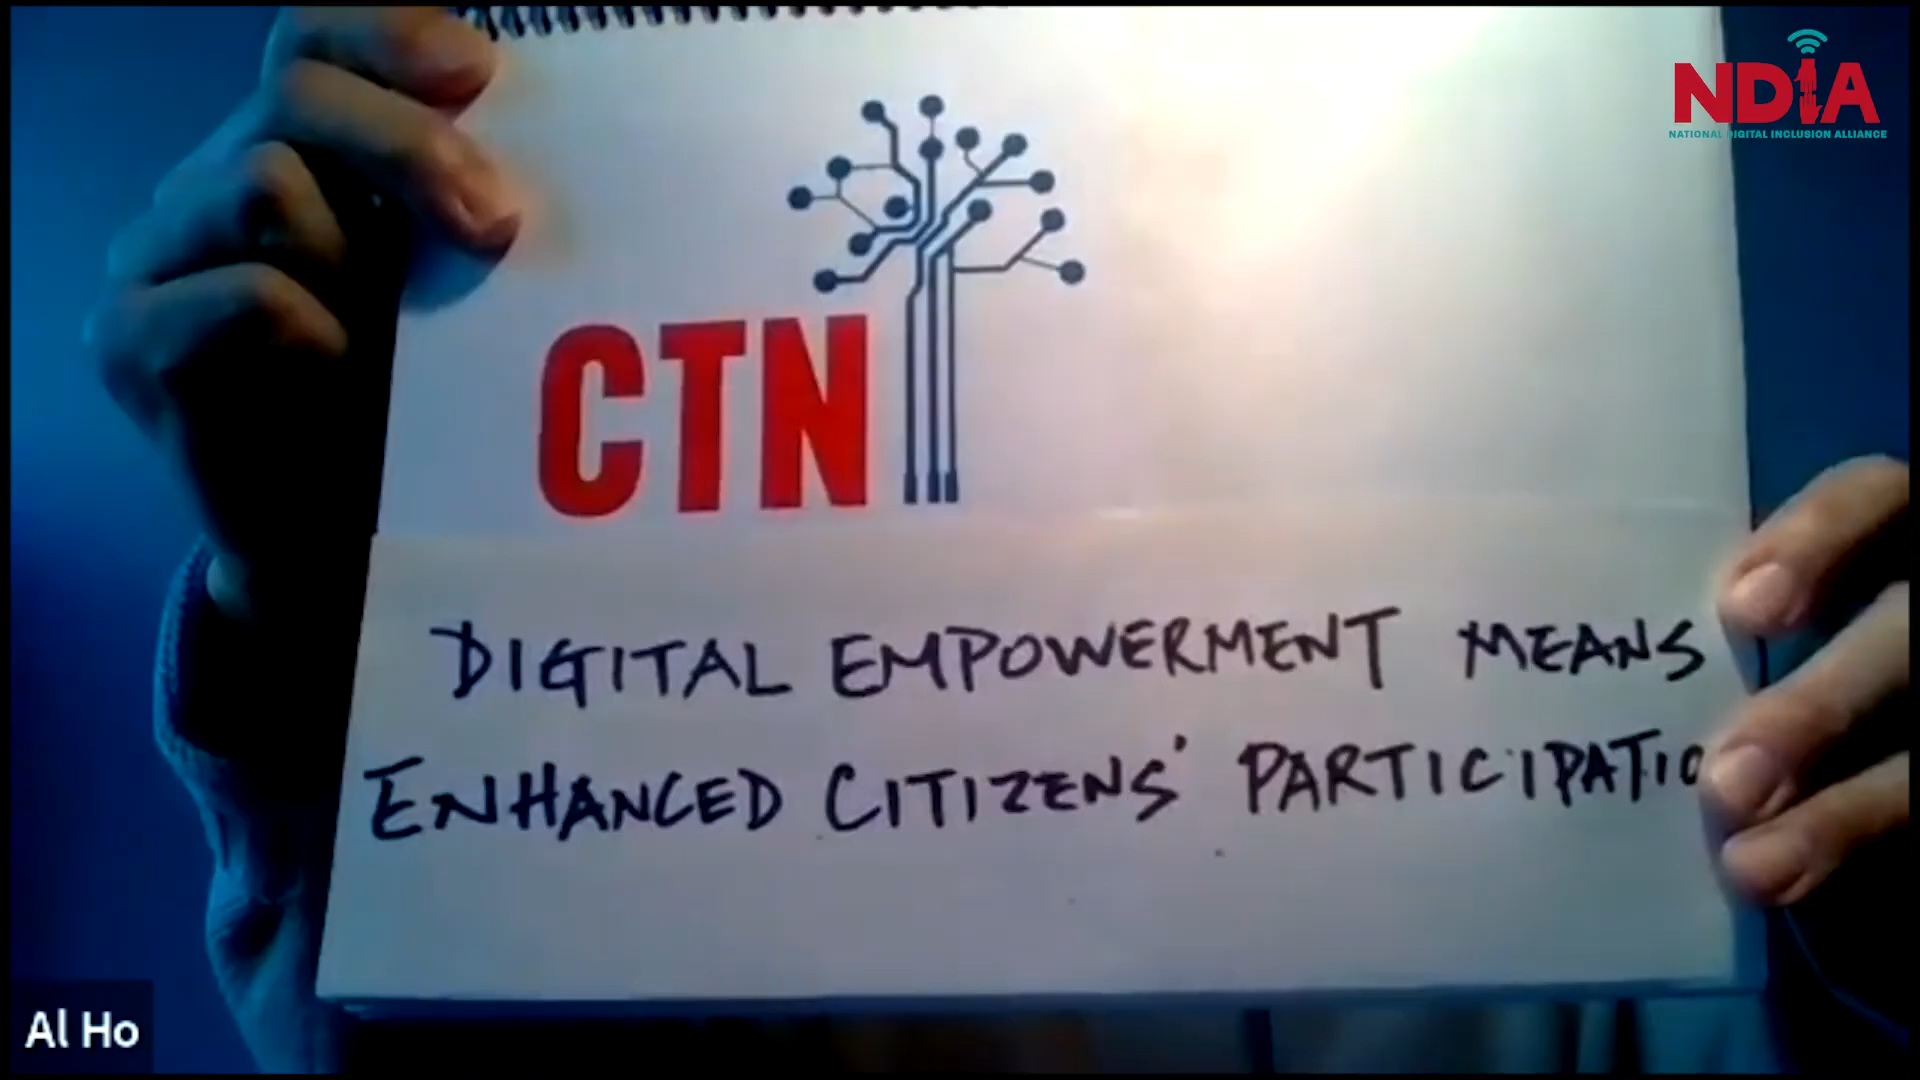 NDIA
NATIONAL DIGITAL INCLUSION ALLIANCE
CTN
DIGITAL EMPOWERMENT MEANS
ENHANCED CITIZENS' PARTICIPATIO
Al Ho